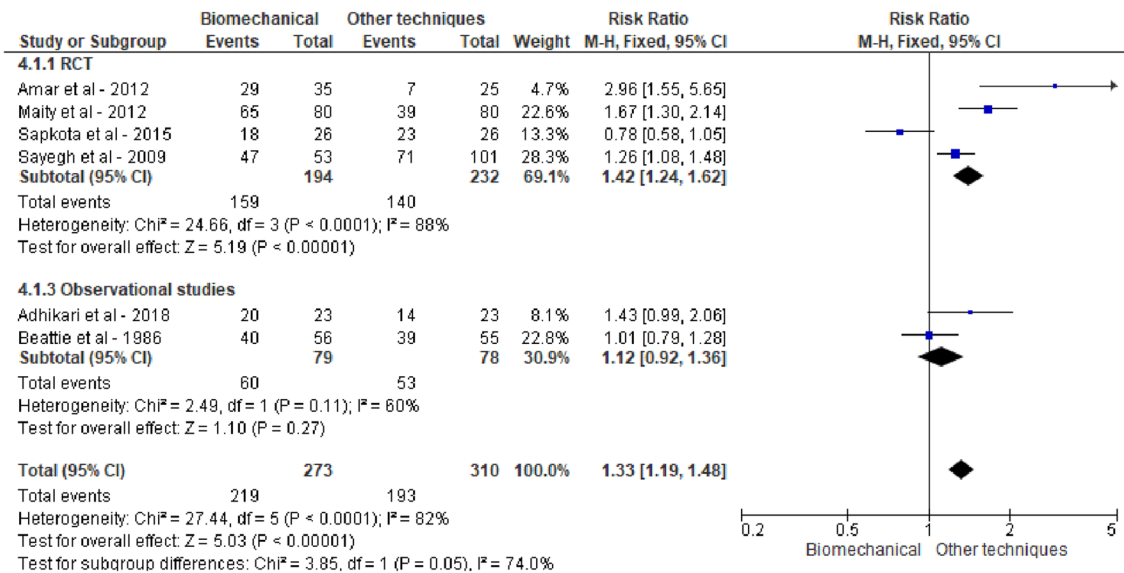 Biomechanical Other techniques Risk Ratio Risk Ratio
Study or Subgroup Events Total Events Total Weight M-H, Fixed, 95% CI M-H, Fixed, 95% CI
4.1.1 RCT
Amar et al - 2012 29 35 7 25 4.7% 2.96 [1.55, 5.65]
Maity et al - 2012 65 80 39 80 22.6% 1.67 [1.30, 2.14]
Sapkota et al - 2015 18 26 23 26 13.3% 0.78 [0.58, 1.05]
Sayegh et al - 2009 47 53 71 101 28.3% 1.26 [1.08, 1.48]
Subtotal (95% CI) 194 232 69.1% 1.42 [1.24, 1.62]
Total events 159 140
Heterogeneity: Chi² = 24.66, df = 3 (P < 0.0001); I² = 88%
Test for overall effect: Z = 5.19 (P < 0.00001)
4.1.3 Observational studies
Adhikari et al - 2018 20 23 14 23 8.1% 1.43 [0.99, 2.06]
Beattie et al - 1986 40 56 39 55 22.8% 1.01 [0.79, 1.28]
Subtotal (95% CI) 79 78 30.9% 1.12 [0.92, 1.36]
Total events 60 53
Heterogeneity: Chi² = 2.49, df = 1 (P = 0.11); I² = 60%
Test for overall effect: Z = 1.10 (P = 0.27)
Total (95% CI) 273 310 100.0% 1.33 [1.19, 1.48]
Total events 219 193
Heterogeneity: Chi² = 27.44, df = 5 (P < 0.0001); I² = 82%
Test for overall effect: Z = 5.03 (P < 0.00001)
Test for subgroup differences: Chi² = 3.85, df = 1 (P = 0.05), I² = 74.0%
0.2 0.5 1 2 5
Biomechanical Other techniques